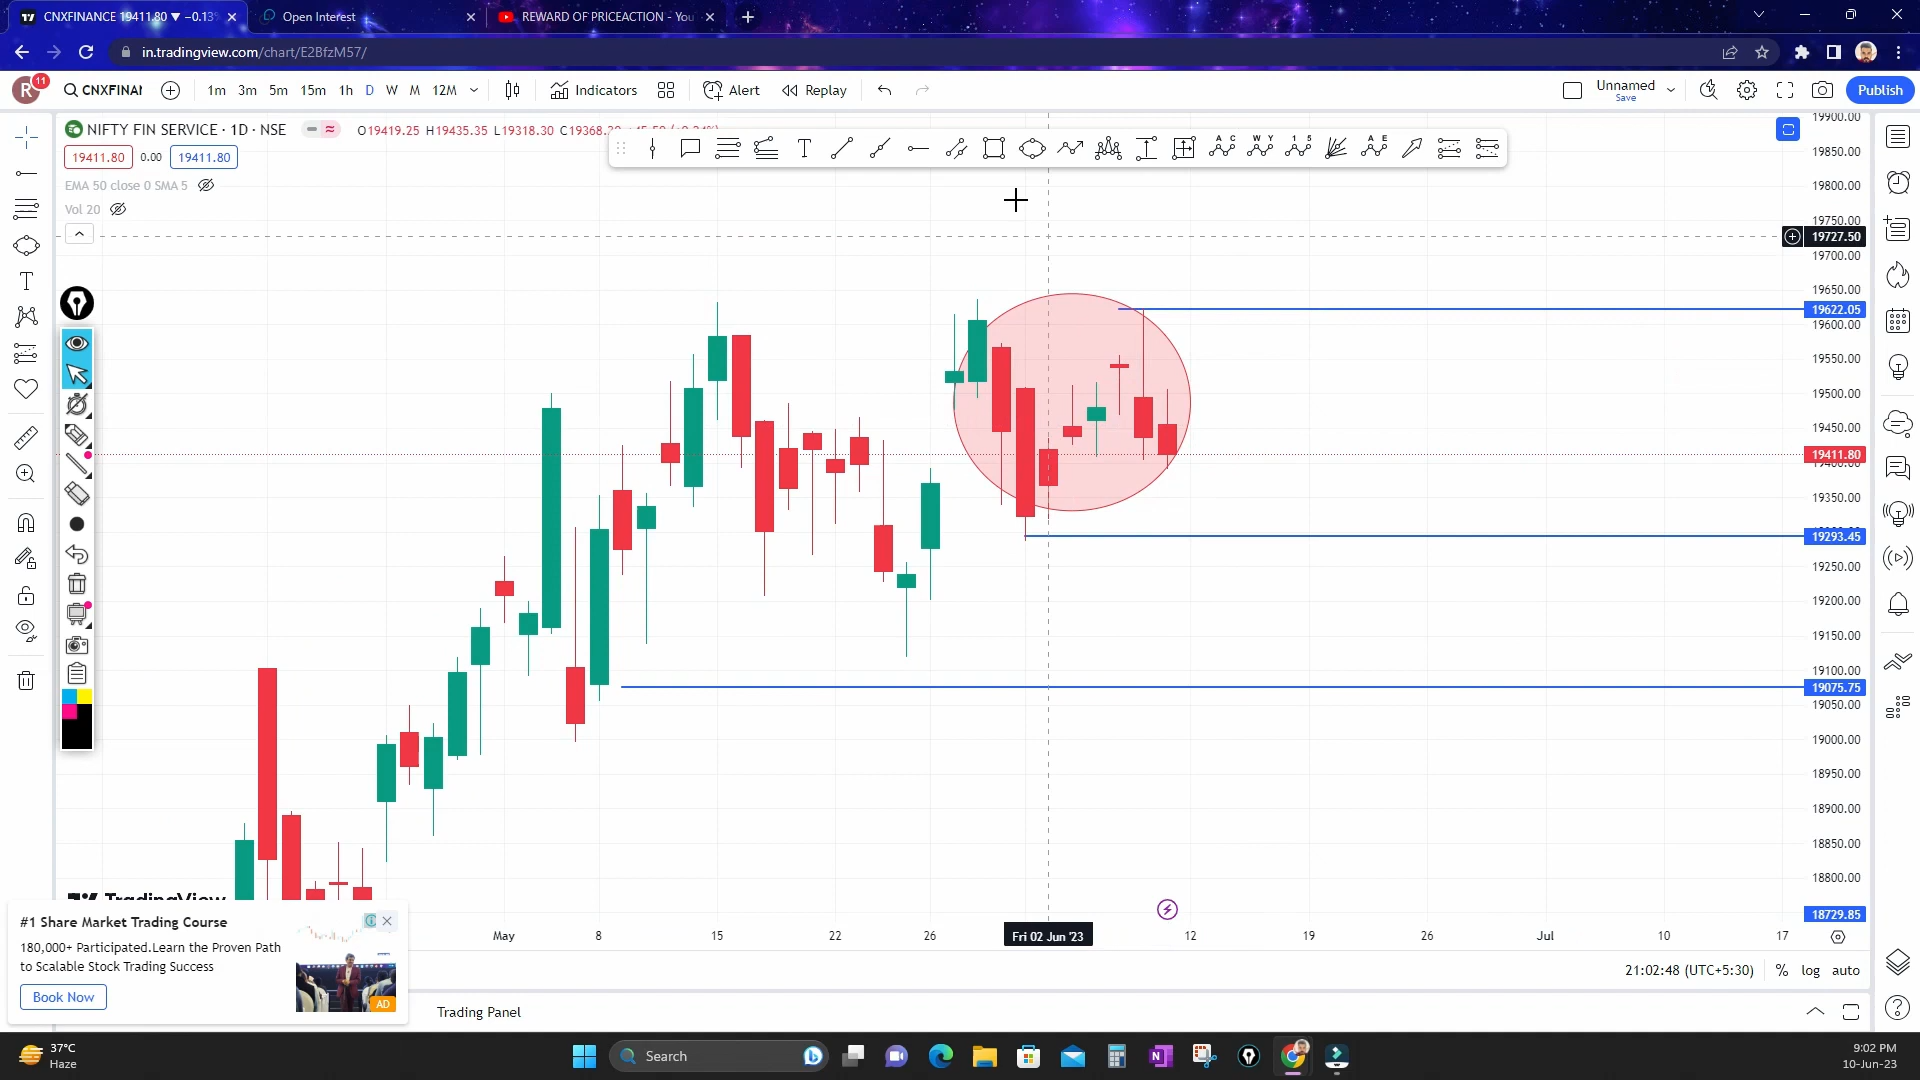 CNXFINANCE 19411.80 ▼ −0.13%
Open Interest
REWARD OF PRICEACTION - You
in.tradingview.com/chart/E2BfzM57/
R
11
CNXFINAN
1m 3m 5m 15m 1h D W M 12M
Indicators
Alert
Replay
Unnamed
Save
Publish
NIFTY FIN SERVICE · 1D · NSE
O19419.25 H19435.35 L19318.30
19411.80 0.00 19411.80
EMA 50 close 0 SMA 5
Vol 20
19900.00
19850.00
19800.00
19750.00
19727.50
19700.00
19650.00
19622.05
19600.00
19550.00
19500.00
19450.00
19411.80
19400.00
19350.00
19293.45
19250.00
19200.00
19150.00
19100.00
19075.75
19050.00
19000.00
18950.00
18900.00
18850.00
18800.00
18729.85
TradingView
May 8 15 22 26 Fri 02 Jun '23 12 19 26 Jul 10 17
#1 Share Market Trading Course
180,000+ Participated.Learn the Proven Path
to Scalable Stock Trading Success
Book Now
AD
21:02:48 (UTC+5:30) % log auto
Trading Panel
37°C
Haze
Search
9:02 PM
10-Jun-23